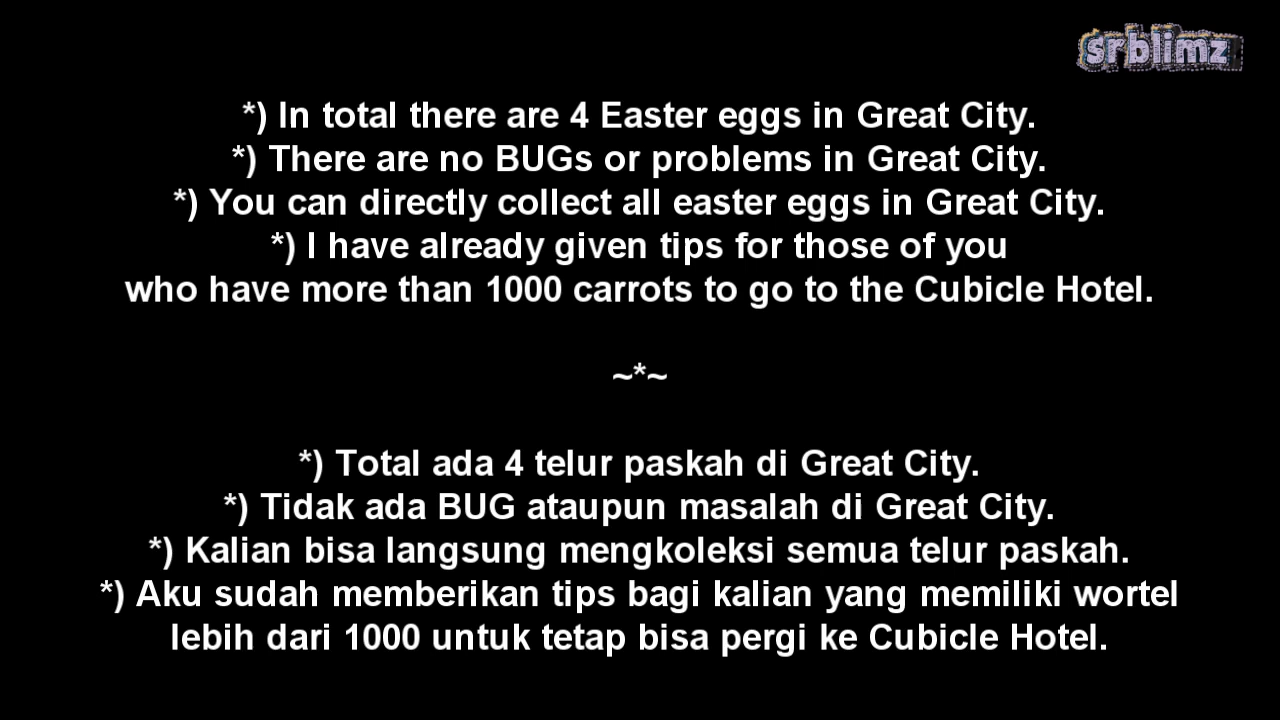 srblimz
*) In total there are 4 Easter eggs in Great City.
*) There are no BUGs or problems in Great City.
*) You can directly collect all easter eggs in Great City.
*) I have already given tips for those of you
who have more than 1000 carrots to go to the Cubicle Hotel.
~*~
*) Total ada 4 telur paskah di Great City.
*) Tidak ada BUG ataupun masalah di Great City.
*) Kalian bisa langsung mengkoleksi semua telur paskah.
*) Aku sudah memberikan tips bagi kalian yang memiliki wortel
lebih dari 1000 untuk tetap bisa pergi ke Cubicle Hotel.